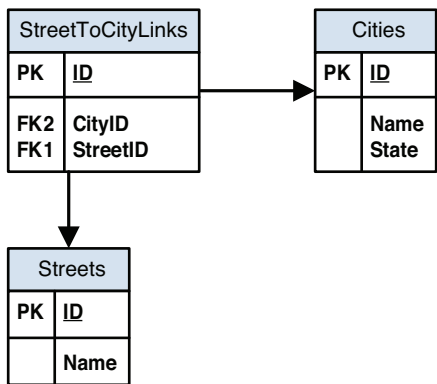 StreetToCityLinks
PK ID
FK2 CityID
FK1 StreetID
Cities
PK ID
Name
State
Streets
PK ID
Name